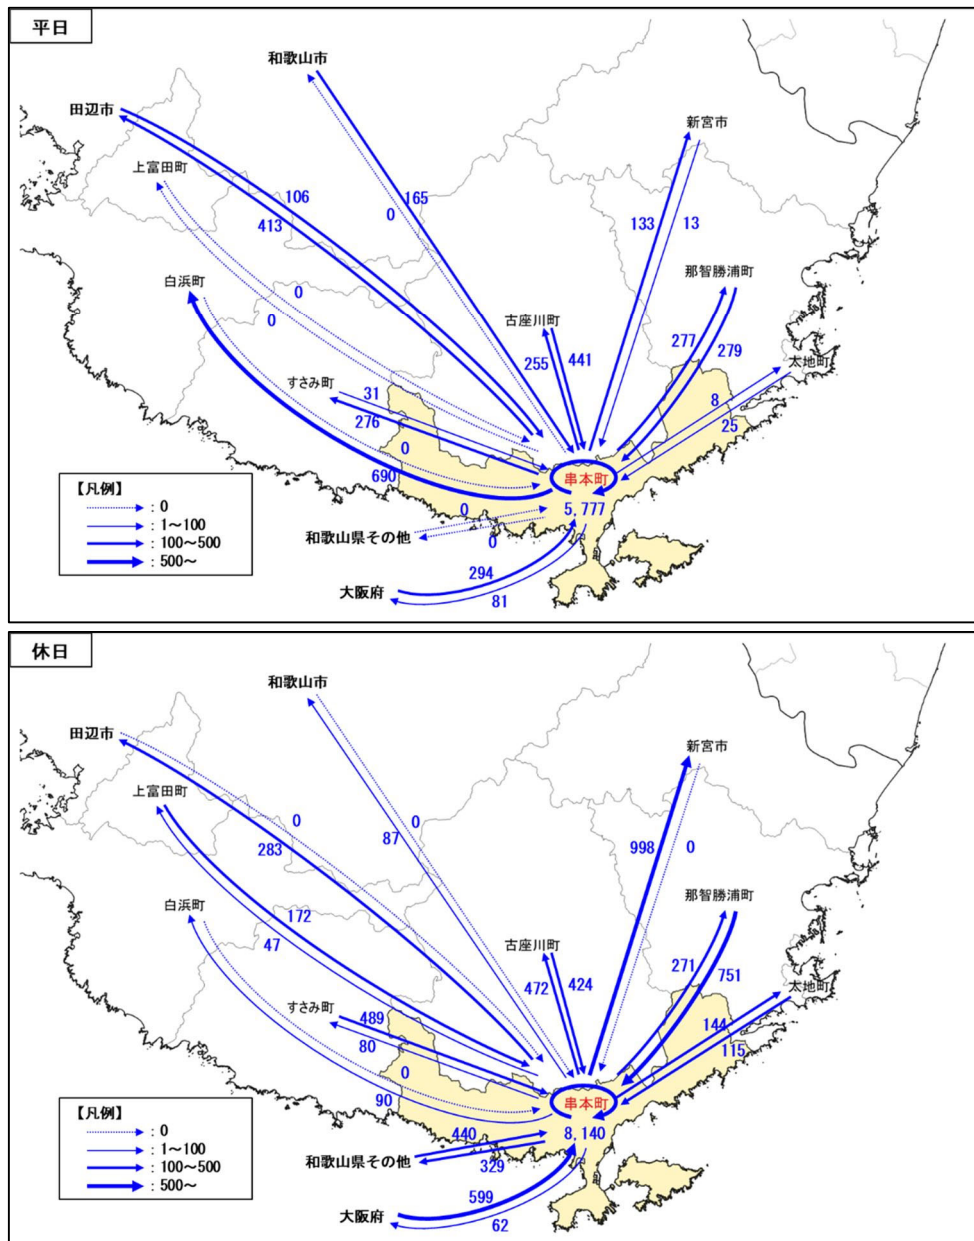 平日
和歌山市
田辺市
新宮市
上富田町
106
165
0
413
133
13
那智勝浦町
白浜町
0
0
古座川町
277
279
255
441
太地町
すさみ町
31
276
8
25
0
690
串本町
【凡例】
:0
:1~100
:100~500
:500~
0
5,777
和歌山県その他
0
294
大阪府
81
休日
和歌山市
田辺市
新宮市
上富田町
0
283
0
87
998
0
白浜町
那智勝浦町
172
47
古座川町
271
751
472
424
太地町
すさみ町
489
80
144
115
0
90
串本町
【凡例】
:0
:1~100
:100~500
:500~
440
8,140
和歌山県その他
329
599
大阪府
62